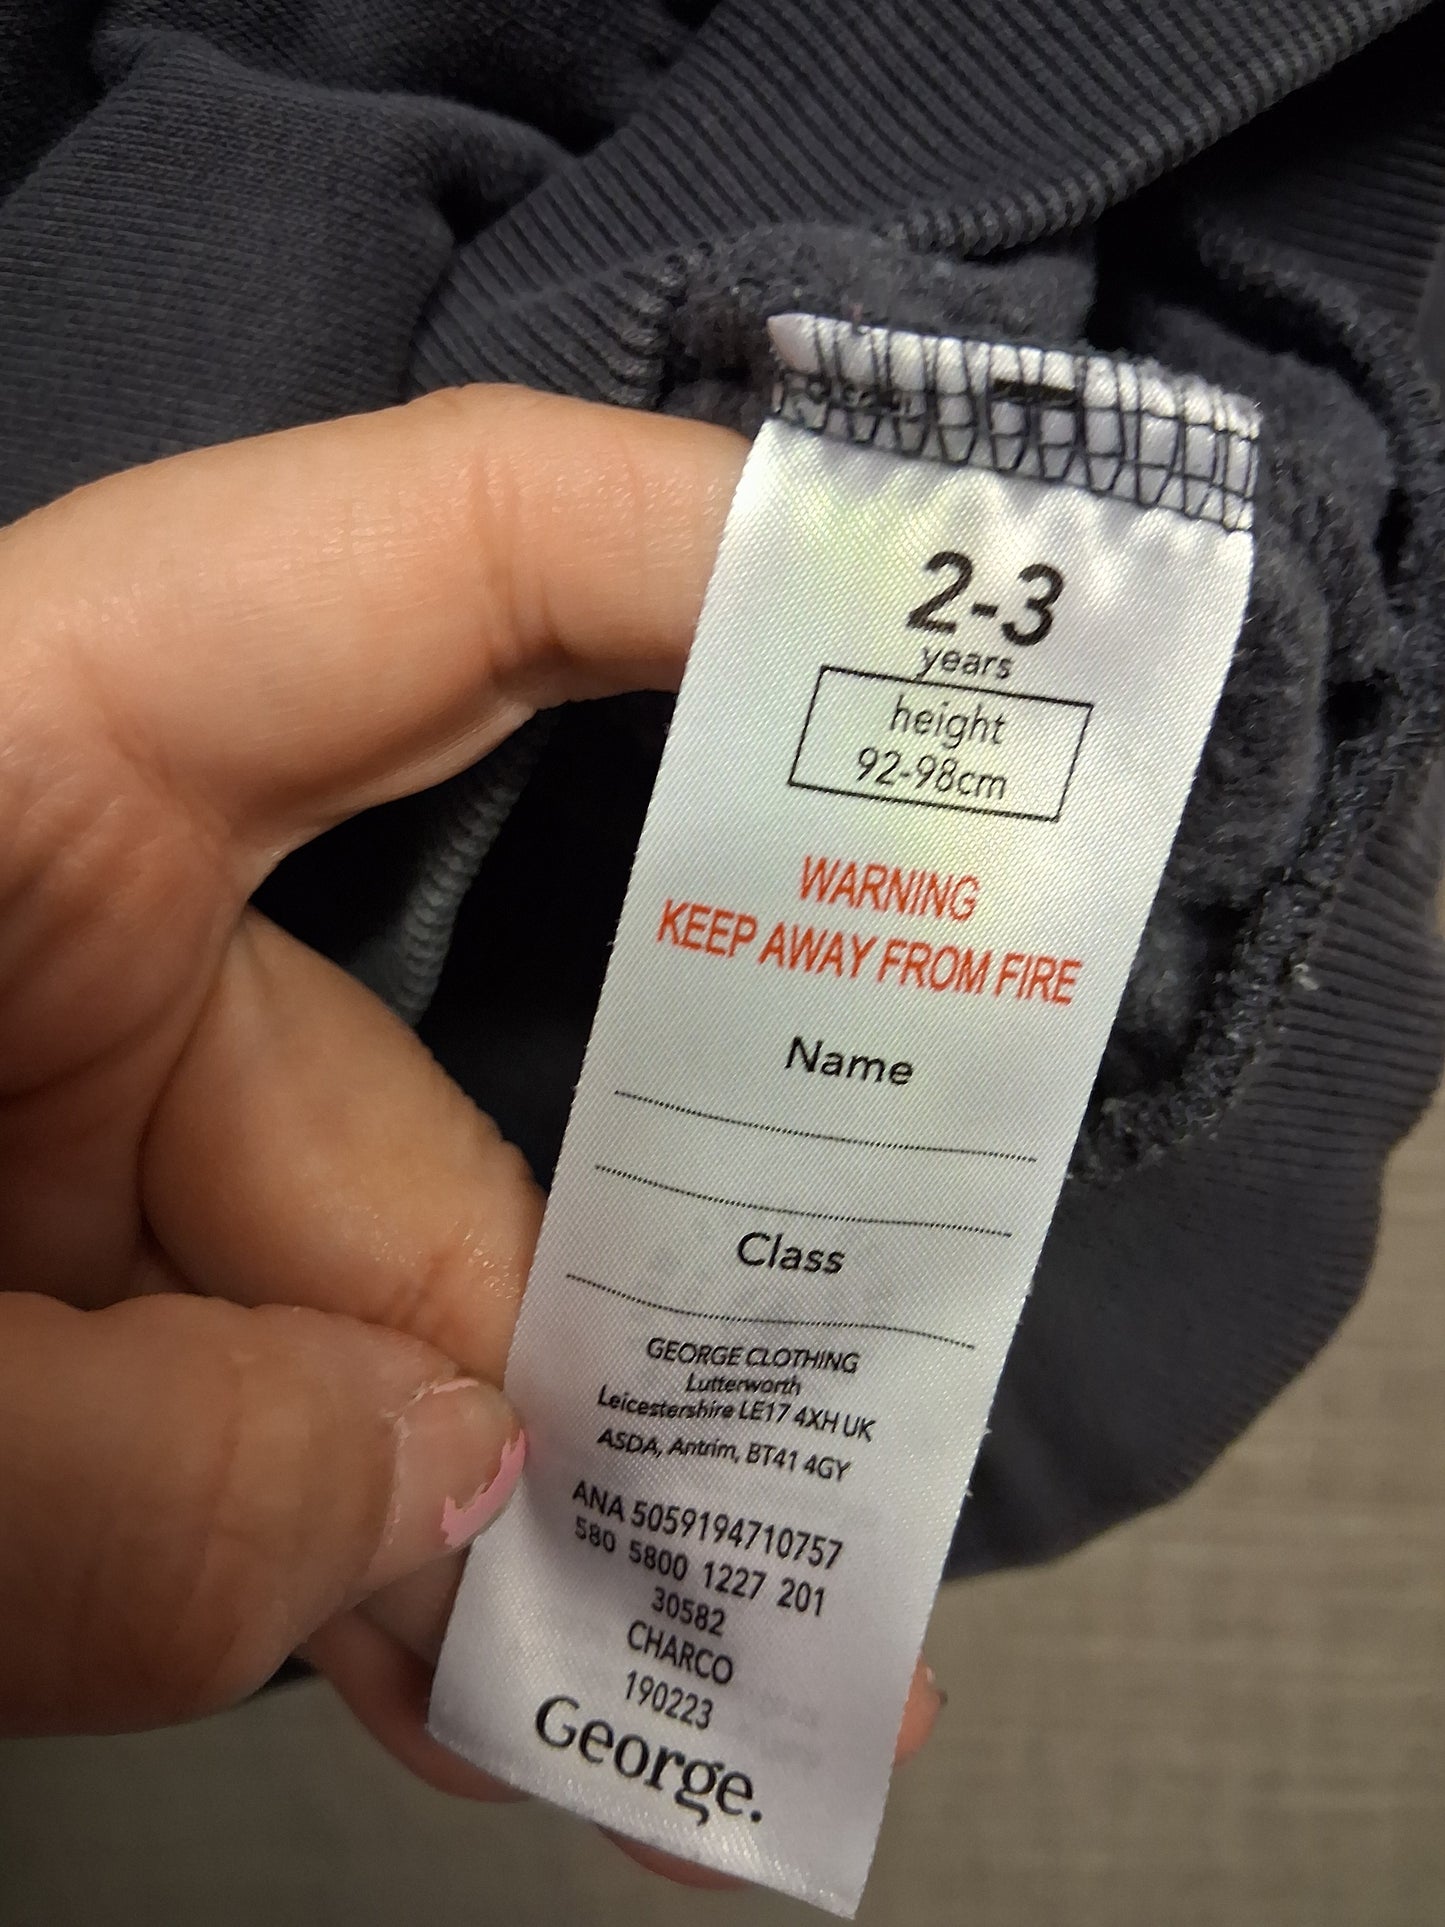 2-3
years
height
92-98cm
WARNING
KEEP AWAY FROM FIRE
Name
Class
GEORGE CLOTHING
Lutterworth
Leicestershire LE17 4XH UK
ASDA, Antrim, BT41 4GY
ANA 5059194710757
580 5800 1227 201
30582
CHARCO
190223
George.